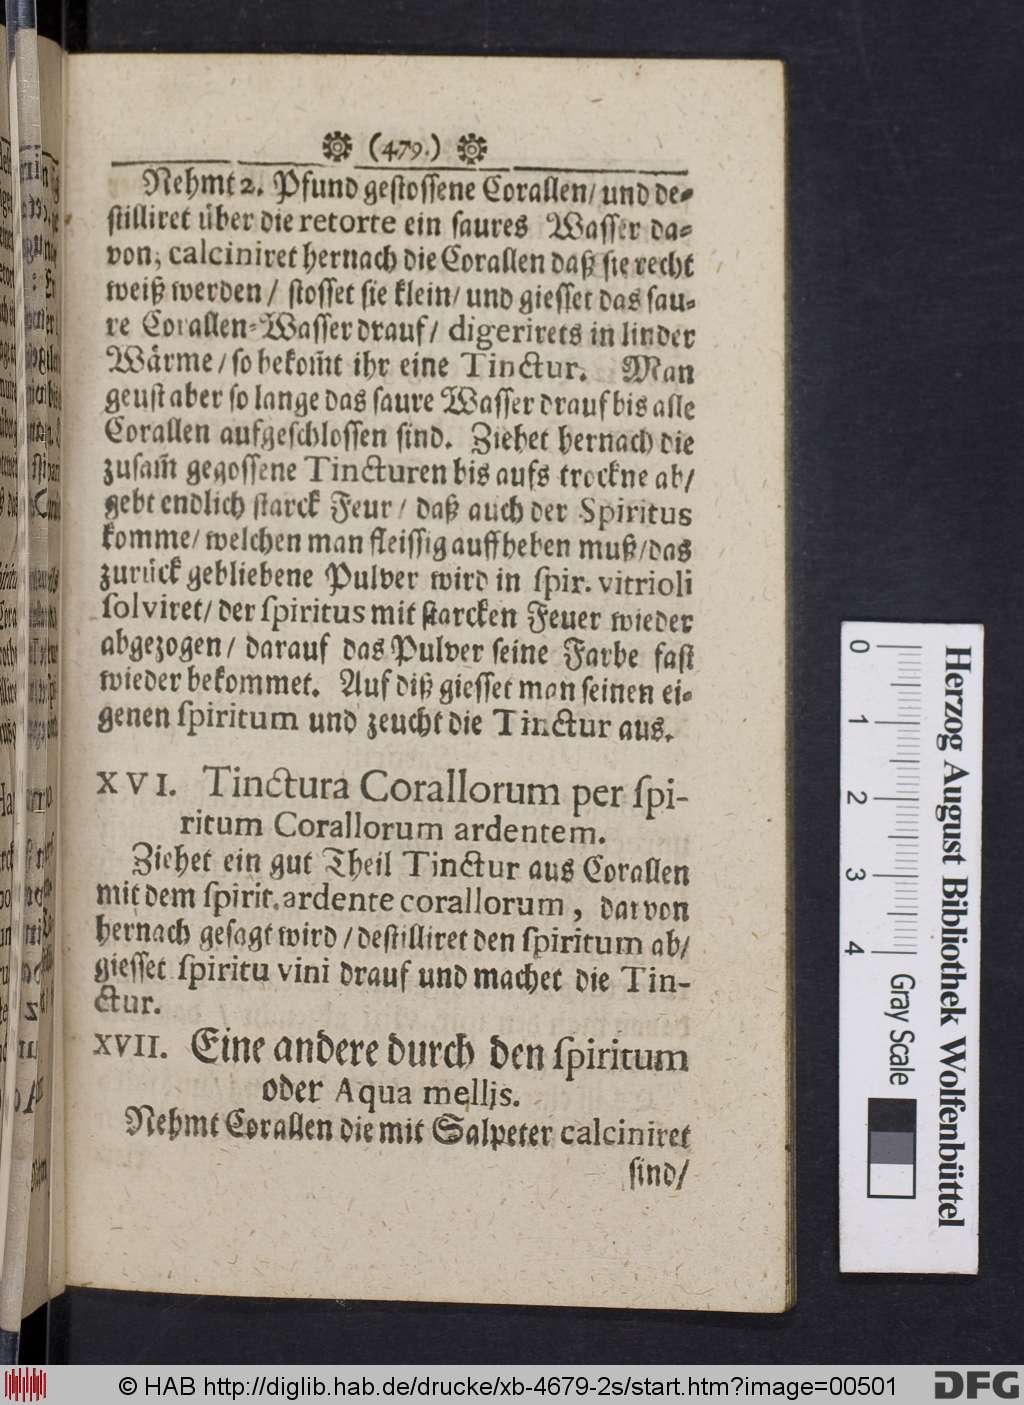 (479.)
Nehmt 2. Pfund gestossene Corallen/ und de-
stilliret über die retorte ein saures Wasser da-
von, calciniret hernach die Corallen daß sie recht
weiß werden/ stosset sie klein/ und giesset das sau-
re Corallen-Wasser drauf/ digerirets in linder
Wärme/ so bekom̃t ihr eine Tinctur. Man
geust aber so lange das saure Wasser drauf bis alle
Corallen aufgeschlossen sind. Ziehet hernach die
zusam̃ gegossene Tincturen bis aufs trockne ab/
gebt endlich starck Feur/ daß auch der Spiritus
komme/ welchen man fleissig auffheben muß/ das
zurück gebliebene Pulver wird in spir. vitrioli
solviret/ der spiritus mit starcken Feuer wieder
abgezogen/ darauf das Pulver seine Farbe fast
wieder bekommet. Auf diß giesset man seinen ei-
genen spiritum und zeucht die Tinctur aus.
XVI. Tinctura Corallorum per spi-
ritum Corallorum ardentem.
Ziehet ein gut Theil Tinctur aus Corallen
mit dem spirit. ardente corallorum, darvon
hernach gesagt wird/ destilliret den spiritum ab/
giesset spiritu vini drauf und machet die Tin-
ctur.
XVII. Eine andere durch den spiritum
oder Aqua mellis.
Nehmt Corallen die mit Salpeter calciniret
sind/
Herzog August Bibliothek Wolfenbüttel
0 1 2 3 4 Gray Scale
© HAB http://diglib.hab.de/drucke/xb-4679-2s/start.htm?image=00501
DFG